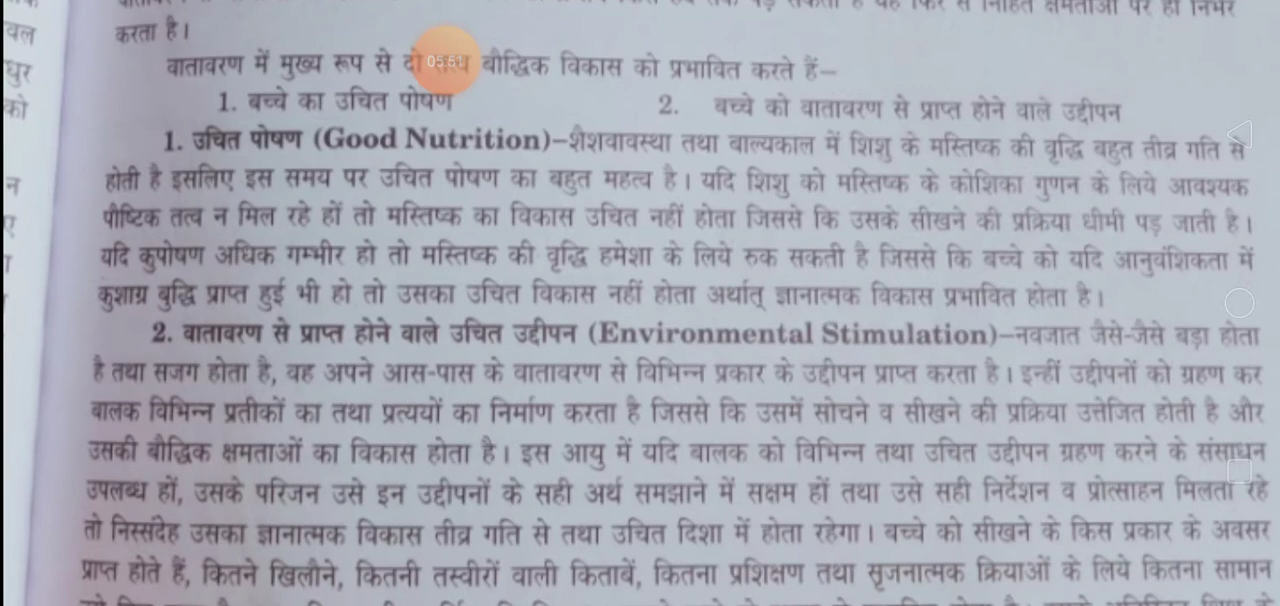 वल
धुर
को
न
ए
करता है।
वातावरण में मुख्य रूप से दो बौद्धिक विकास को प्रभावित करते हैं–
05:51
1. बच्चे का उचित पोषण 2. बच्चे को वातावरण से प्राप्त होने वाले उद्दीपन
1. उचित पोषण (Good Nutrition)–शैशवावस्था तथा बाल्यकाल में शिशु के मस्तिष्क की वृद्धि बहुत तीव्र गति से
होती है इसलिए इस समय पर उचित पोषण का बहुत महत्व है। यदि शिशु को मस्तिष्क के कोशिका गुणन के लिये आवश्यक
पौष्टिक तत्व न मिल रहे हों तो मस्तिष्क का विकास उचित नहीं होता जिससे कि उसके सीखने की प्रक्रिया धीमी पड़ जाती है।
यदि कुपोषण अधिक गम्भीर हो तो मस्तिष्क की वृद्धि हमेशा के लिये रुक सकती है जिससे कि बच्चे को यदि आनुवंशिकता में
कुशाग्र बुद्धि प्राप्त हुई भी हो तो उसका उचित विकास नहीं होता अर्थात् ज्ञानात्मक विकास प्रभावित होता है।
2. वातावरण से प्राप्त होने वाले उचित उद्दीपन (Environmental Stimulation)–नवजात जैसे-जैसे बड़ा होता
है तथा सजग होता है, वह अपने आस-पास के वातावरण से विभिन्न प्रकार के उद्दीपन प्राप्त करता है। इन्हीं उद्दीपनों को ग्रहण कर
बालक विभिन्न प्रतीकों का तथा प्रत्ययों का निर्माण करता है जिससे कि उसमें सोचने व सीखने की प्रक्रिया उत्तेजित होती है और
उसकी बौद्धिक क्षमताओं का विकास होता है। इस आयु में यदि बालक को विभिन्न तथा उचित उद्दीपन ग्रहण करने के संसाधन
उपलब्ध हों, उसके परिजन उसे इन उद्दीपनों के सही अर्थ समझाने में सक्षम हों तथा उसे सही निर्देशन व प्रोत्साहन मिलता रहे
तो निस्संदेह उसका ज्ञानात्मक विकास तीव्र गति से तथा उचित दिशा में होता रहेगा। बच्चे को सीखने के किस प्रकार के अवसर
प्राप्त होते हैं, कितने खिलौने, कितनी तस्वीरों वाली किताबें, कितना प्रशिक्षण तथा सृजनात्मक क्रियाओं के लिये कितना सामान